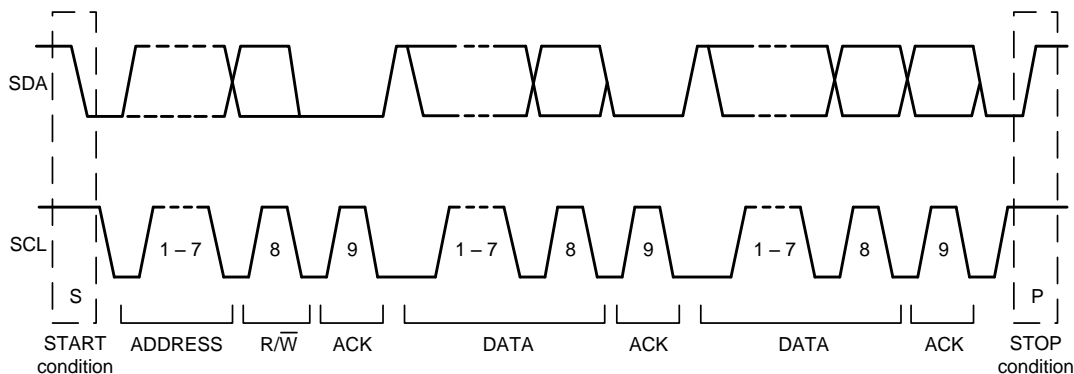 SDA
SCL
1 – 7
8
9
1 – 7
8
9
1 – 7
8
9
S
P
START
condition
ADDRESS
R/W̅
ACK
DATA
ACK
DATA
ACK
STOP
condition